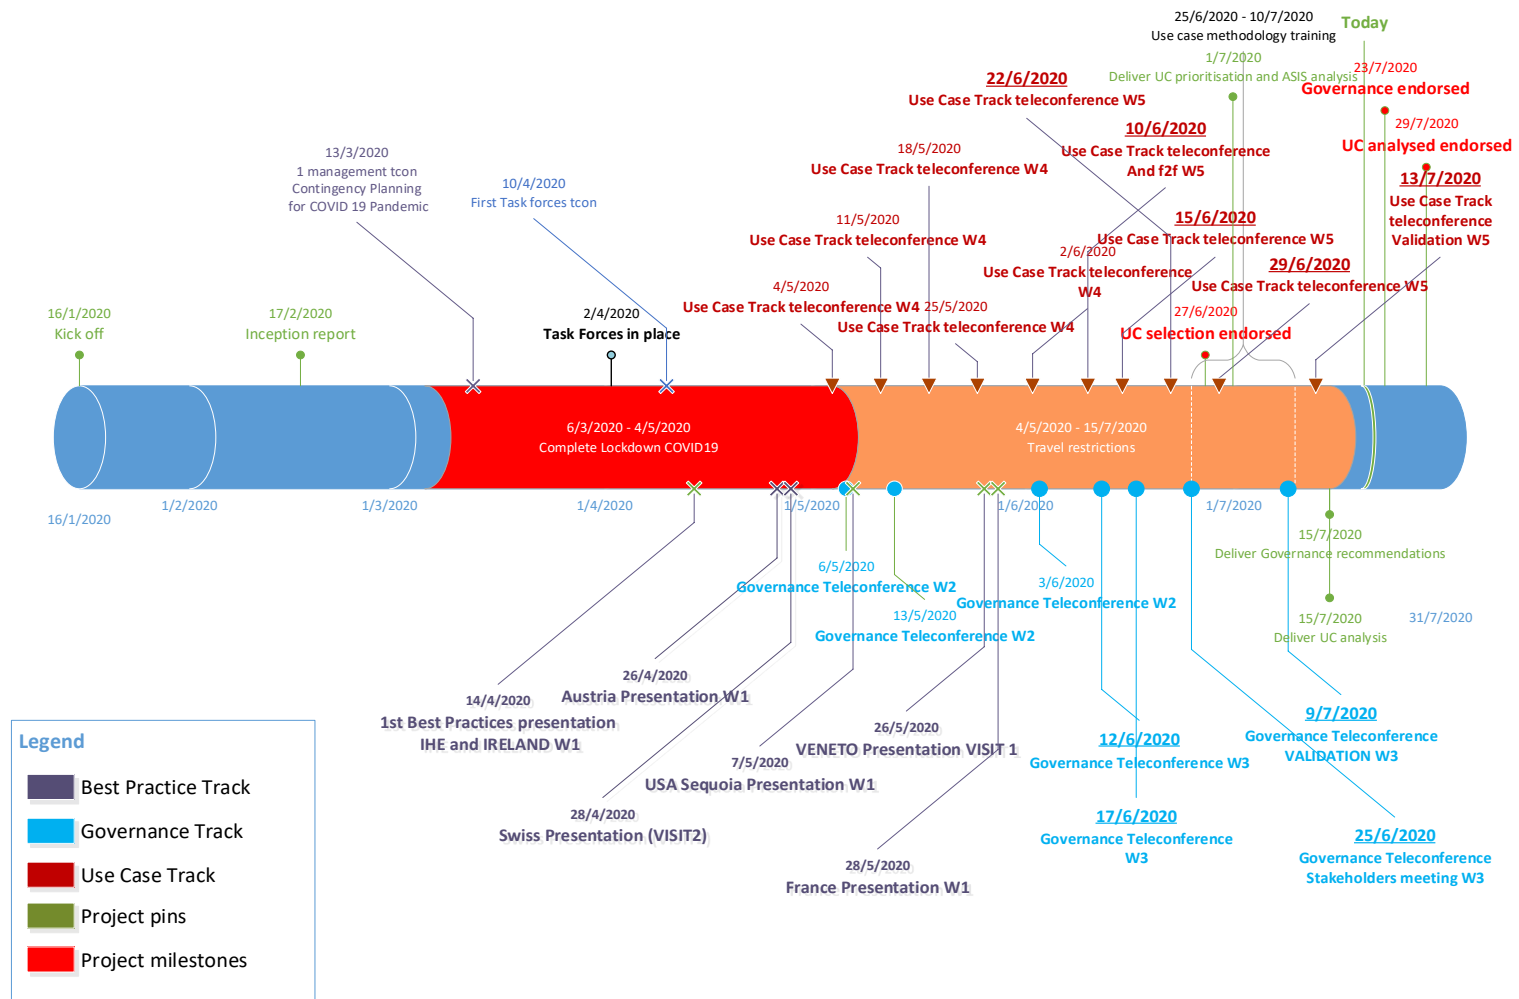 25/6/2020 - 10/7/2020
Use case methodology training
Today
1/7/2020
Deliver UC prioritisation and ASIS analysis
23/7/2020
Governance endorsed
22/6/2020
Use Case Track teleconference W5
29/7/2020
UC analysed endorsed
10/6/2020
Use Case Track teleconference
And f2f W5
18/5/2020
Use Case Track teleconference W4
13/3/2020
1 management tcon
Contingency Planning
for COVID 19 Pandemic
10/4/2020
First Task forces tcon
13/7/2020
Use Case Track
teleconference
Validation W5
11/5/2020
Use Case Track teleconference W4
15/6/2020
Use Case Track teleconference W5
2/6/2020
Use Case Track teleconference
W4
29/6/2020
Use Case Track teleconference W5
4/5/2020
Use Case Track teleconference W4
25/5/2020
Use Case Track teleconference W4
27/6/2020
UC selection endorsed
16/1/2020
Kick off
17/2/2020
Inception report
2/4/2020
Task Forces in place
6/3/2020 - 4/5/2020
Complete Lockdown COVID19
4/5/2020 - 15/7/2020
Travel restrictions
16/1/2020
1/2/2020
1/3/2020
1/4/2020
1/5/2020
1/6/2020
1/7/2020
31/7/2020
15/7/2020
Deliver Governance recommendations
15/7/2020
Deliver UC analysis
6/5/2020
Governance Teleconference W2
3/6/2020
Governance Teleconference W2
13/5/2020
Governance Teleconference W2
26/4/2020
Austria Presentation W1
14/4/2020
1st Best Practices presentation
IHE and IRELAND W1
26/5/2020
VENETO Presentation VISIT 1
7/5/2020
USA Sequoia Presentation W1
28/4/2020
Swiss Presentation (VISIT2)
28/5/2020
France Presentation W1
9/7/2020
Governance Teleconference
VALIDATION W3
12/6/2020
Governance Teleconference W3
17/6/2020
Governance Teleconference
W3
25/6/2020
Governance Teleconference
Stakeholders meeting W3
Legend
Best Practice Track
Governance Track
Use Case Track
Project pins
Project milestones